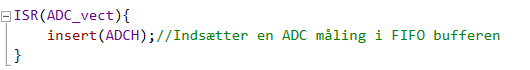 ISR(ADC_vect){
insert(ADCH);//Indsætter en ADC måling i FIFO bufferen
}